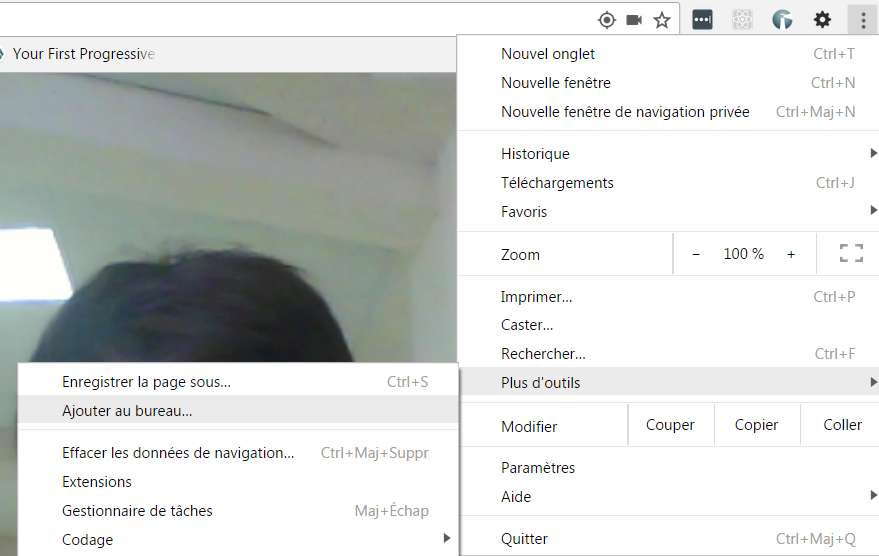 Your First Progressive
Nouvel onglet Ctrl+T
Nouvelle fenêtre Ctrl+N
Nouvelle fenêtre de navigation privée Ctrl+Maj+N
Historique
Téléchargements Ctrl+J
Favoris
Zoom − 100 % +
Imprimer... Ctrl+P
Caster...
Rechercher... Ctrl+F
Plus d'outils
Modifier Couper Copier Coller
Paramètres
Aide
Quitter Ctrl+Maj+Q
Enregistrer la page sous... Ctrl+S
Ajouter au bureau...
Effacer les données de navigation... Ctrl+Maj+Suppr
Extensions
Gestionnaire de tâches Maj+Échap
Codage